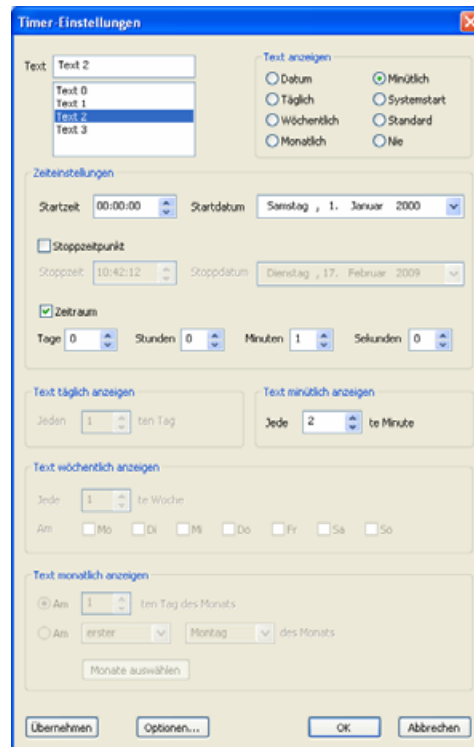 Timer-Einstellungen
Text Text 2
Text 0
Text 1
Text 2
Text 3
Text anzeigen
Datum Minütlich
Täglich Systemstart
Wöchentlich Standard
Monatlich Nie
Zeiteinstellungen
Startzeit 00:00:00 Startdatum Samstag , 1. Januar 2000
Stoppzeitpunkt
Stoppzeit 10:42:12 Stoppdatum Dienstag , 17. Februar 2009
Zeitraum
Tage 0 Stunden 0 Minuten 1 Sekunden 0
Text täglich anzeigen
Jeden 1 ten Tag
Text minütlich anzeigen
Jede 2 te Minute
Text wöchentlich anzeigen
Jede 1 te Woche
Am Mo Di Mi Do Fr Sa So
Text monatlich anzeigen
Am 1 ten Tag des Monats
Am erster Montag des Monats
Monate auswählen
Übernehmen Optionen... OK Abbrechen